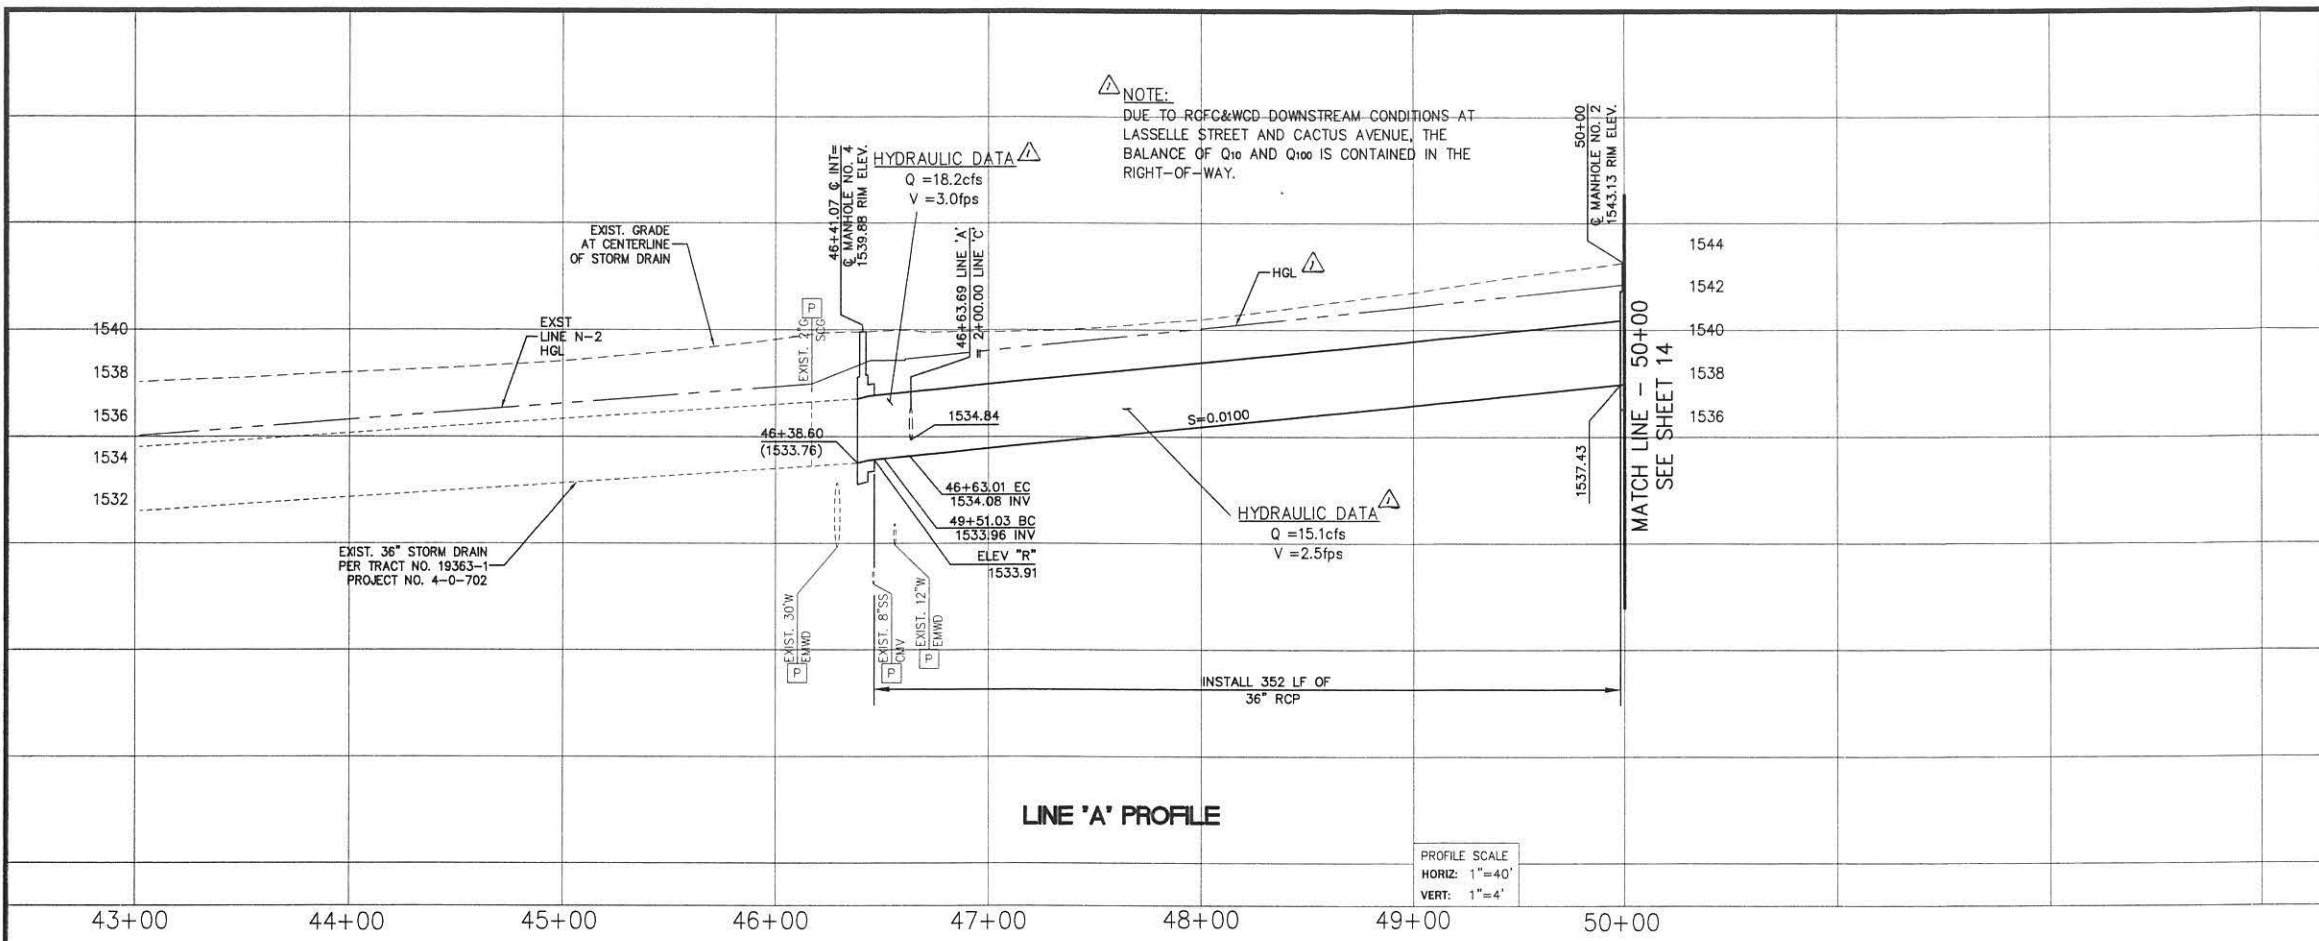 NOTE:
DUE TO RCFC&WCD DOWNSTREAM CONDITIONS AT
LASSELLE STREET AND CACTUS AVENUE, THE
BALANCE OF Q10 AND Q100 IS CONTAINED IN THE
RIGHT-OF-WAY.
46+41.07 ℄ INT=
℄ MANHOLE NO. 4
1539.88 RIM ELEV.
HYDRAULIC DATA
Q =18.2cfs
V =3.0fps
50+00
℄ MANHOLE NO. 2
1543.13 RIM ELEV.
EXIST. GRADE
AT CENTERLINE
OF STORM DRAIN
46+63.69 LINE 'A'
= 2+00.00 LINE 'C'
HGL
1544
1542
1540
1538
1536
1540
1538
1536
1534
1532
EXST
LINE N-2
HGL
P
EXIST. 2"G
SCG
1534.84
S=0.0100
46+38.60
(1533.76)
46+63.01 EC
1534.08 INV
49+51.03 BC
1533.96 INV
ELEV "R"
1533.91
HYDRAULIC DATA
Q =15.1cfs
V =2.5fps
1537.43
MATCH LINE - 50+00
SEE SHEET 14
EXIST. 36" STORM DRAIN
PER TRACT NO. 19363-1
PROJECT NO. 4-0-702
EXIST. 30"W
EMWD
P
EXIST. 8"SS
CMV
P
EXIST. 12"W
EMWD
P
INSTALL 352 LF OF
36" RCP
LINE "A" PROFILE
PROFILE SCALE
HORIZ: 1"=40'
VERT: 1"=4'
43+00
44+00
45+00
46+00
47+00
48+00
49+00
50+00